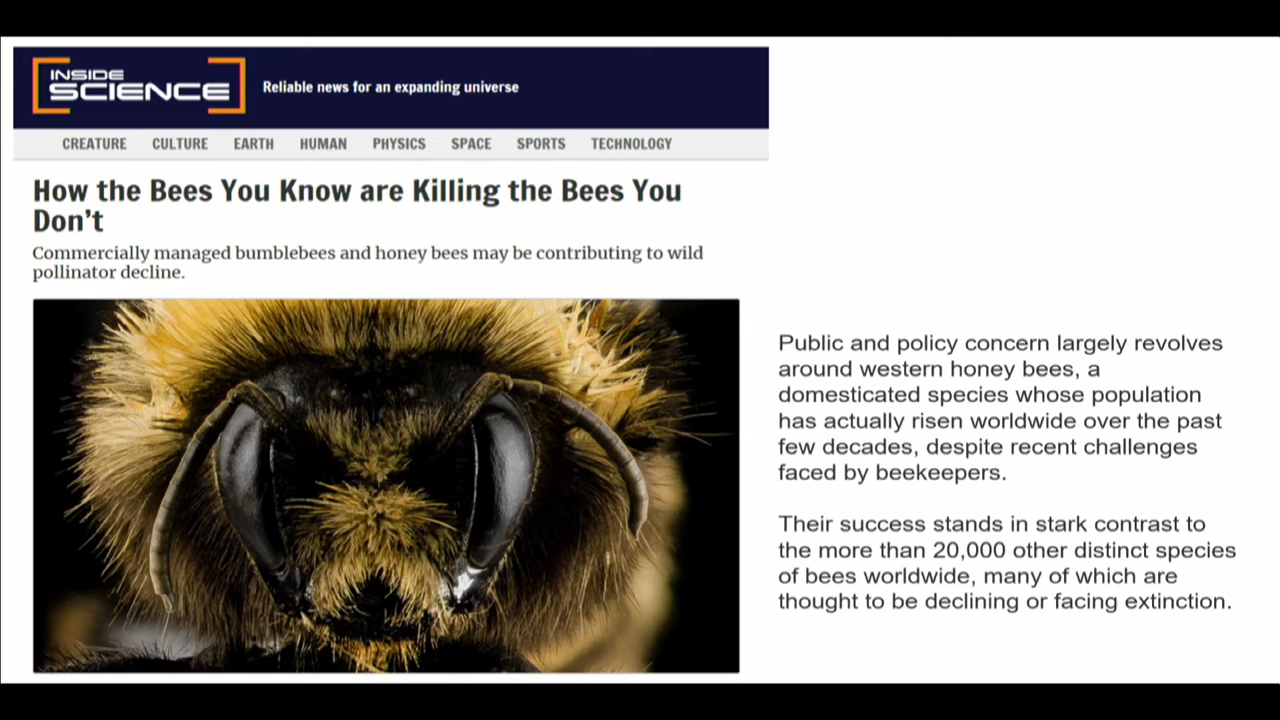 INSIDE
SCIENCE
Reliable news for an expanding universe
CREATURE CULTURE EARTH HUMAN PHYSICS SPACE SPORTS TECHNOLOGY
How the Bees You Know are Killing the Bees You
Don't
Commercially managed bumblebees and honey bees may be contributing to wild
pollinator decline.
Public and policy concern largely revolves
around western honey bees, a
domesticated species whose population
has actually risen worldwide over the past
few decades, despite recent challenges
faced by beekeepers.
Their success stands in stark contrast to
the more than 20,000 other distinct species
of bees worldwide, many of which are
thought to be declining or facing extinction.